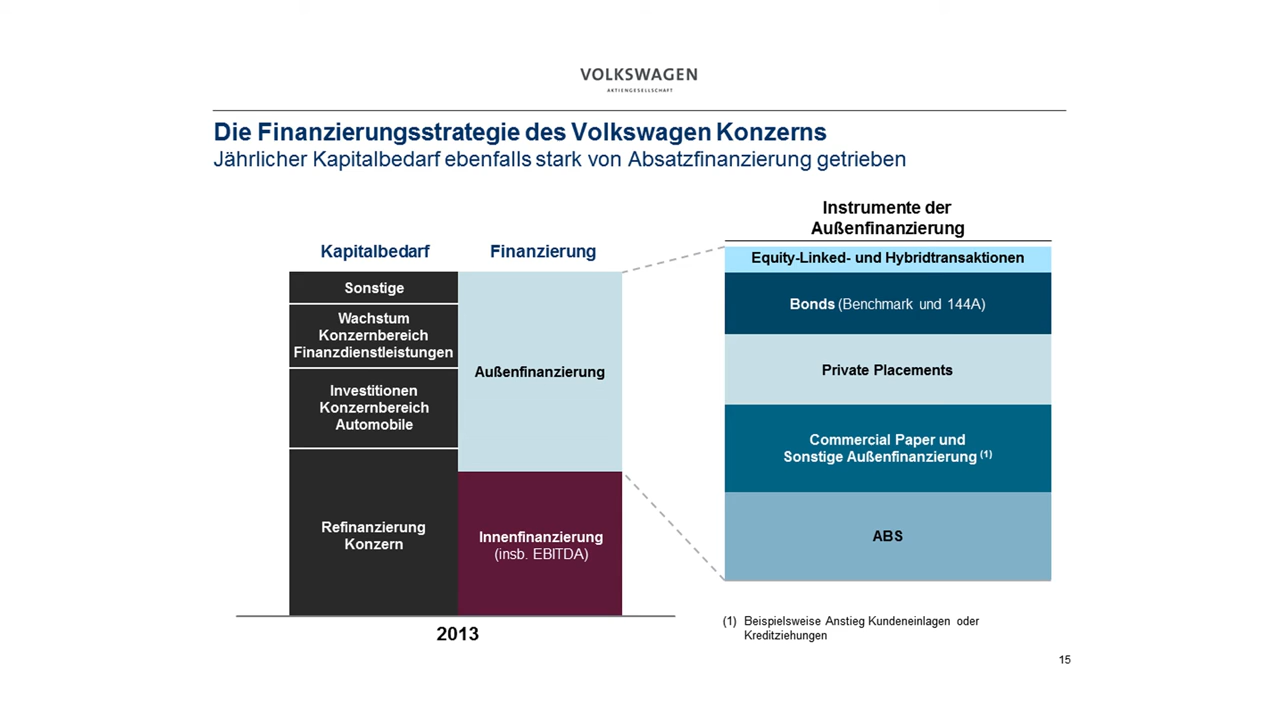 VOLKSWAGEN
AKTIENGESELLSCHAFT
Die Finanzierungsstrategie des Volkswagen Konzerns
Jährlicher Kapitalbedarf ebenfalls stark von Absatzfinanzierung getrieben
Kapitalbedarf
Finanzierung
Sonstige
Wachstum
Konzernbereich
Finanzdienstleistungen
Investitionen
Konzernbereich
Automobile
Refinanzierung
Konzern
Außenfinanzierung
Innenfinanzierung
(insb. EBITDA)
2013
Instrumente der
Außenfinanzierung
Equity-Linked- und Hybridtransaktionen
Bonds (Benchmark und 144A)
Private Placements
Commercial Paper und
Sonstige Außenfinanzierung (1)
ABS
(1) Beispielsweise Anstieg Kundeneinlagen oder
Kreditziehungen
15